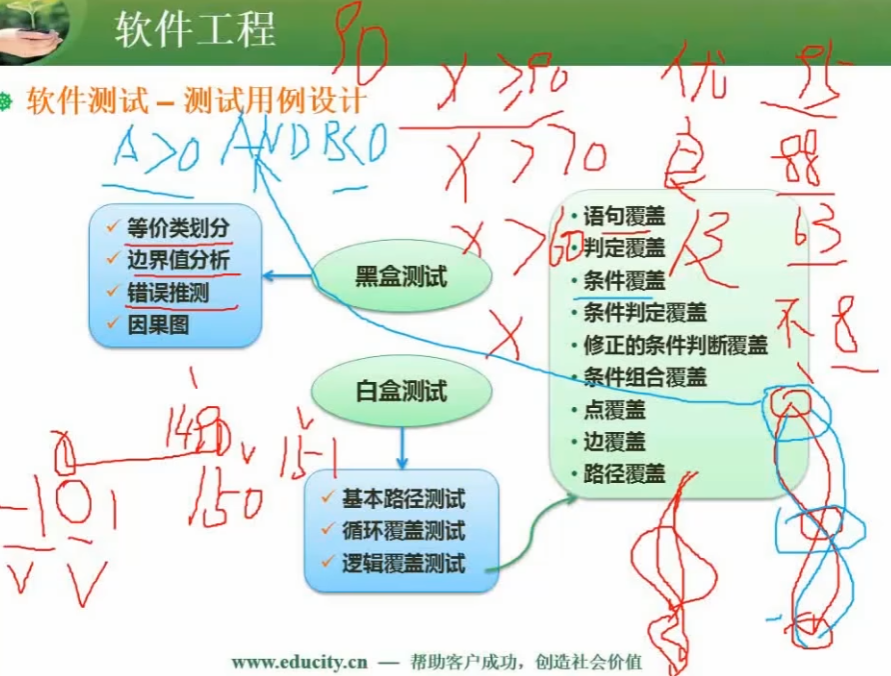 软件工程
90
X ≥90 优 95
软件测试 – 测试用例设计
A>0 AND B<0
X >70 良 88
X >60 及 63
X 不 8
等价类划分
边界值分析
错误推测
因果图
黑盒测试
白盒测试
基本路径测试
循环覆盖测试
逻辑覆盖测试
• 语句覆盖
• 判定覆盖
• 条件覆盖
• 条件判定覆盖
• 修正的条件判断覆盖
• 条件组合覆盖
• 点覆盖
• 边覆盖
• 路径覆盖
149
-1 0 1 150 151
www.educity.cn — 帮助客户成功，创造社会价值